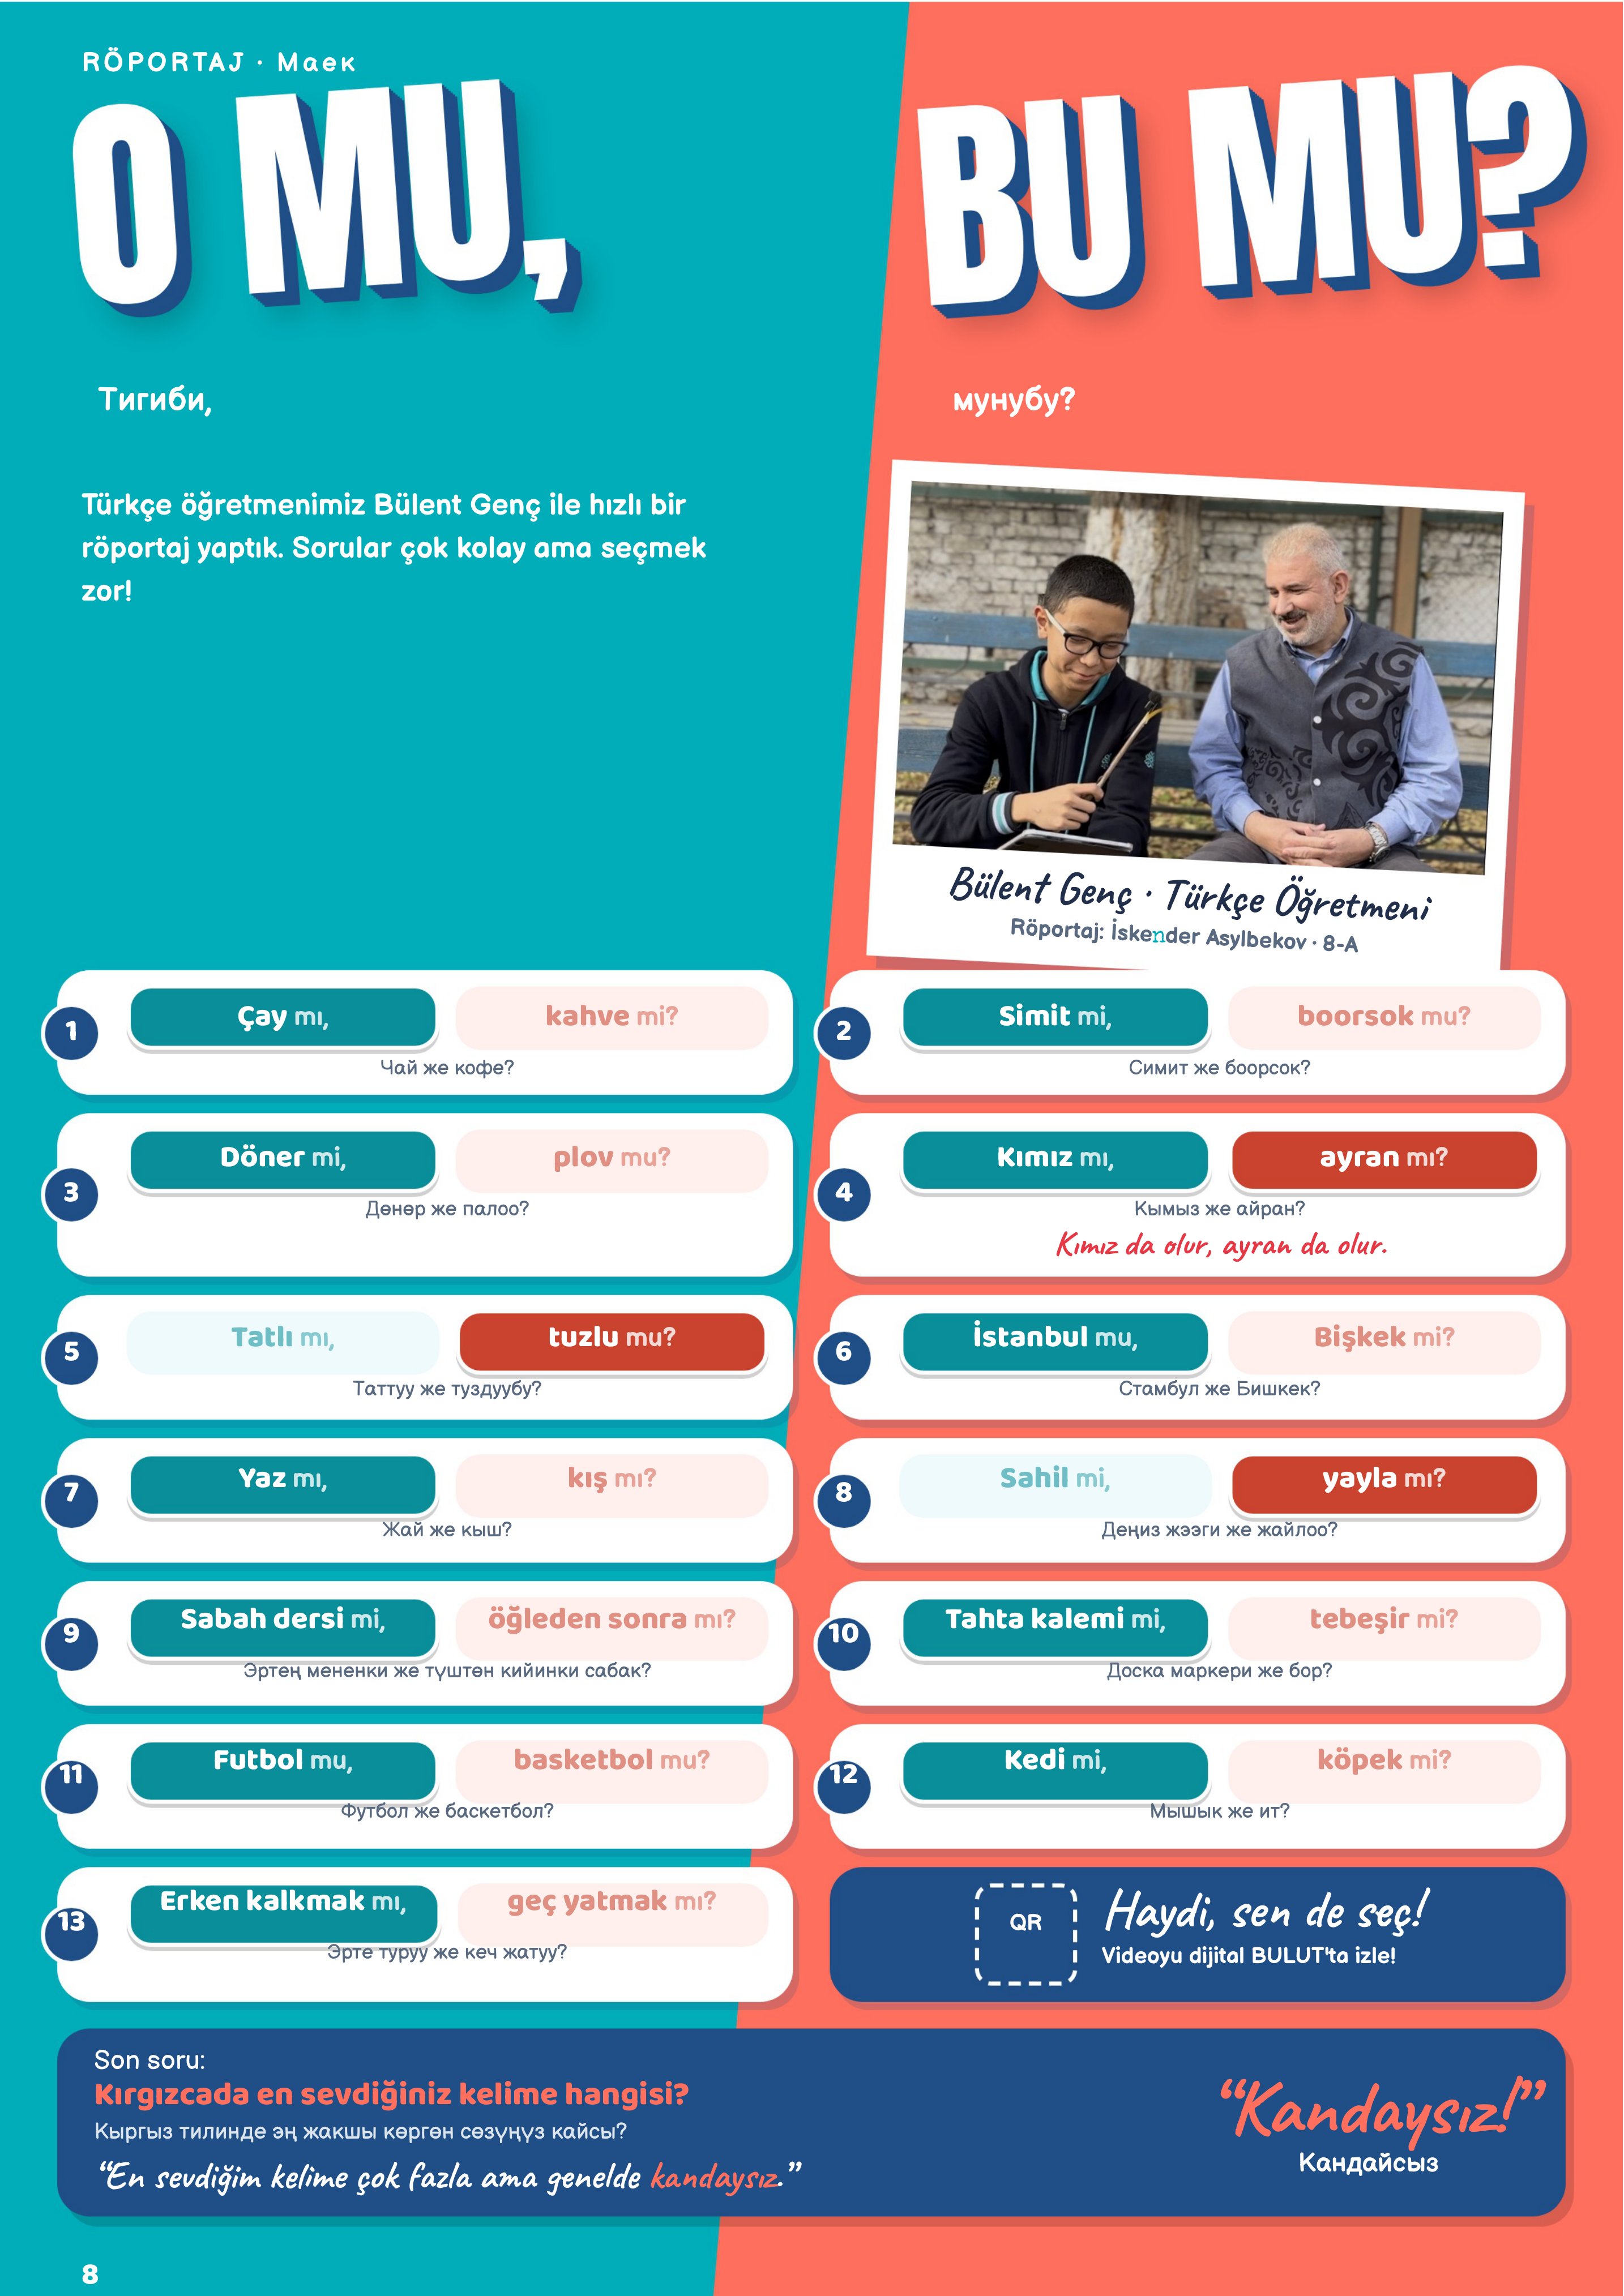 RÖPORTAJ · Маек
O MU,
BU MU?
Тигиби,
мунубу?
Türkçe öğretmenimiz Bülent Genç ile hızlı bir
röportaj yaptık. Sorular çok kolay ama seçmek
zor!
Bülent Genç · Türkçe Öğretmeni
Röportaj: İskender Asylbekov · 8-A
1
Çay mı,
kahve mi?
Чай же кофе?
2
Simit mi,
boorsok mu?
Симит же боорсок?
3
Döner mi,
plov mu?
Дөнөр же палоо?
4
Kımız mı,
ayran mı?
Кымыз же айран?
Kımız da olur, ayran da olur.
5
Tatlı mı,
tuzlu mu?
Таттуу же туздуубу?
6
İstanbul mu,
Bişkek mi?
Стамбул же Бишкек?
7
Yaz mı,
kış mı?
Жай же кыш?
8
Sahil mi,
yayla mı?
Деңиз жээги же жайлоо?
9
Sabah dersi mi,
öğleden sonra mı?
Эртең мененки же түштөн кийинки сабак?
10
Tahta kalemi mi,
tebeşir mi?
Доска маркери же бор?
11
Futbol mu,
basketbol mu?
Футбол же баскетбол?
12
Kedi mi,
köpek mi?
Мышык же ит?
13
Erken kalkmak mı,
geç yatmak mı?
Эрте туруу же кеч жатуу?
QR
Haydi, sen de seç!
Videoyu dijital BULUT'ta izle!
Son soru:
Kırgızcada en sevdiğiniz kelime hangisi?
Кыргыз тилинде эң жакшы көргөн сөзүңүз кайсы?
“En sevdiğim kelime çok fazla ama genelde kandaysız.”
“Kandaysız!”
Кандайсыз
8